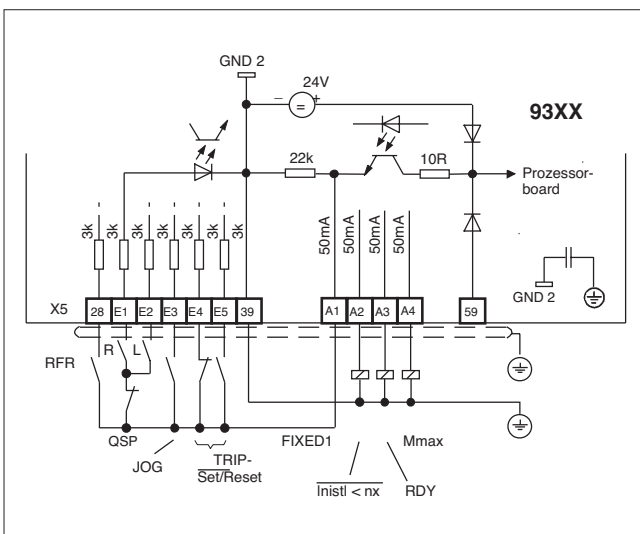 GND 2
24V
– = +
93XX
22k
10R
Prozessor-
board
3k 3k 3k 3k 3k 3k
50mA 50mA 50mA 50mA
GND 2
X5 28 E1 E2 E3 E4 E5 39 A1 A2 A3 A4 59
RFR R L
QSP FIXED1 Mmax
JOG TRIP-
Set/Reset
|nist| < nx RDY